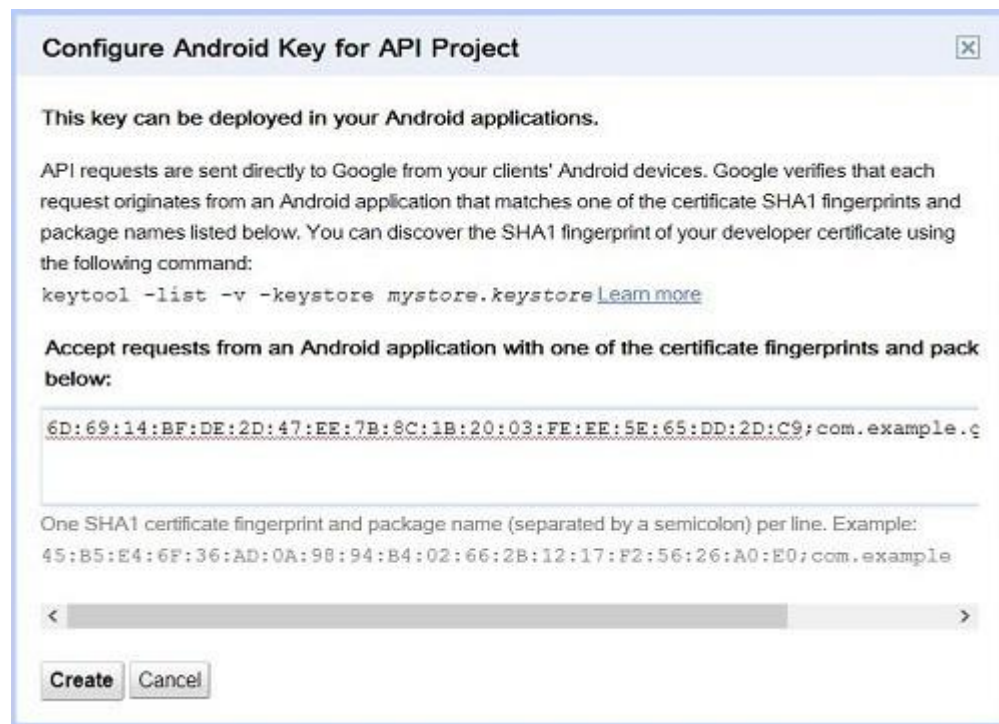 Configure Android Key for API Project
This key can be deployed in your Android applications.
API requests are sent directly to Google from your clients' Android devices. Google verifies that each
request originates from an Android application that matches one of the certificate SHA1 fingerprints and
package names listed below. You can discover the SHA1 fingerprint of your developer certificate using
the following command:
keytool -list -v -keystore mystore.keystore Learn more
Accept requests from an Android application with one of the certificate fingerprints and pack
below:
6D:69:14:BF:DE:2D:47:EE:7B:8C:1B:20:03:FE:EE:5E:65:DD:2D:C9;com.example.
One SHA1 certificate fingerprint and package name (separated by a semicolon) per line. Example:
45:B5:E4:6F:36:AD:0A:98:94:B4:02:66:2B:12:17:F2:56:26:A0:E0;com.example
Create Cancel